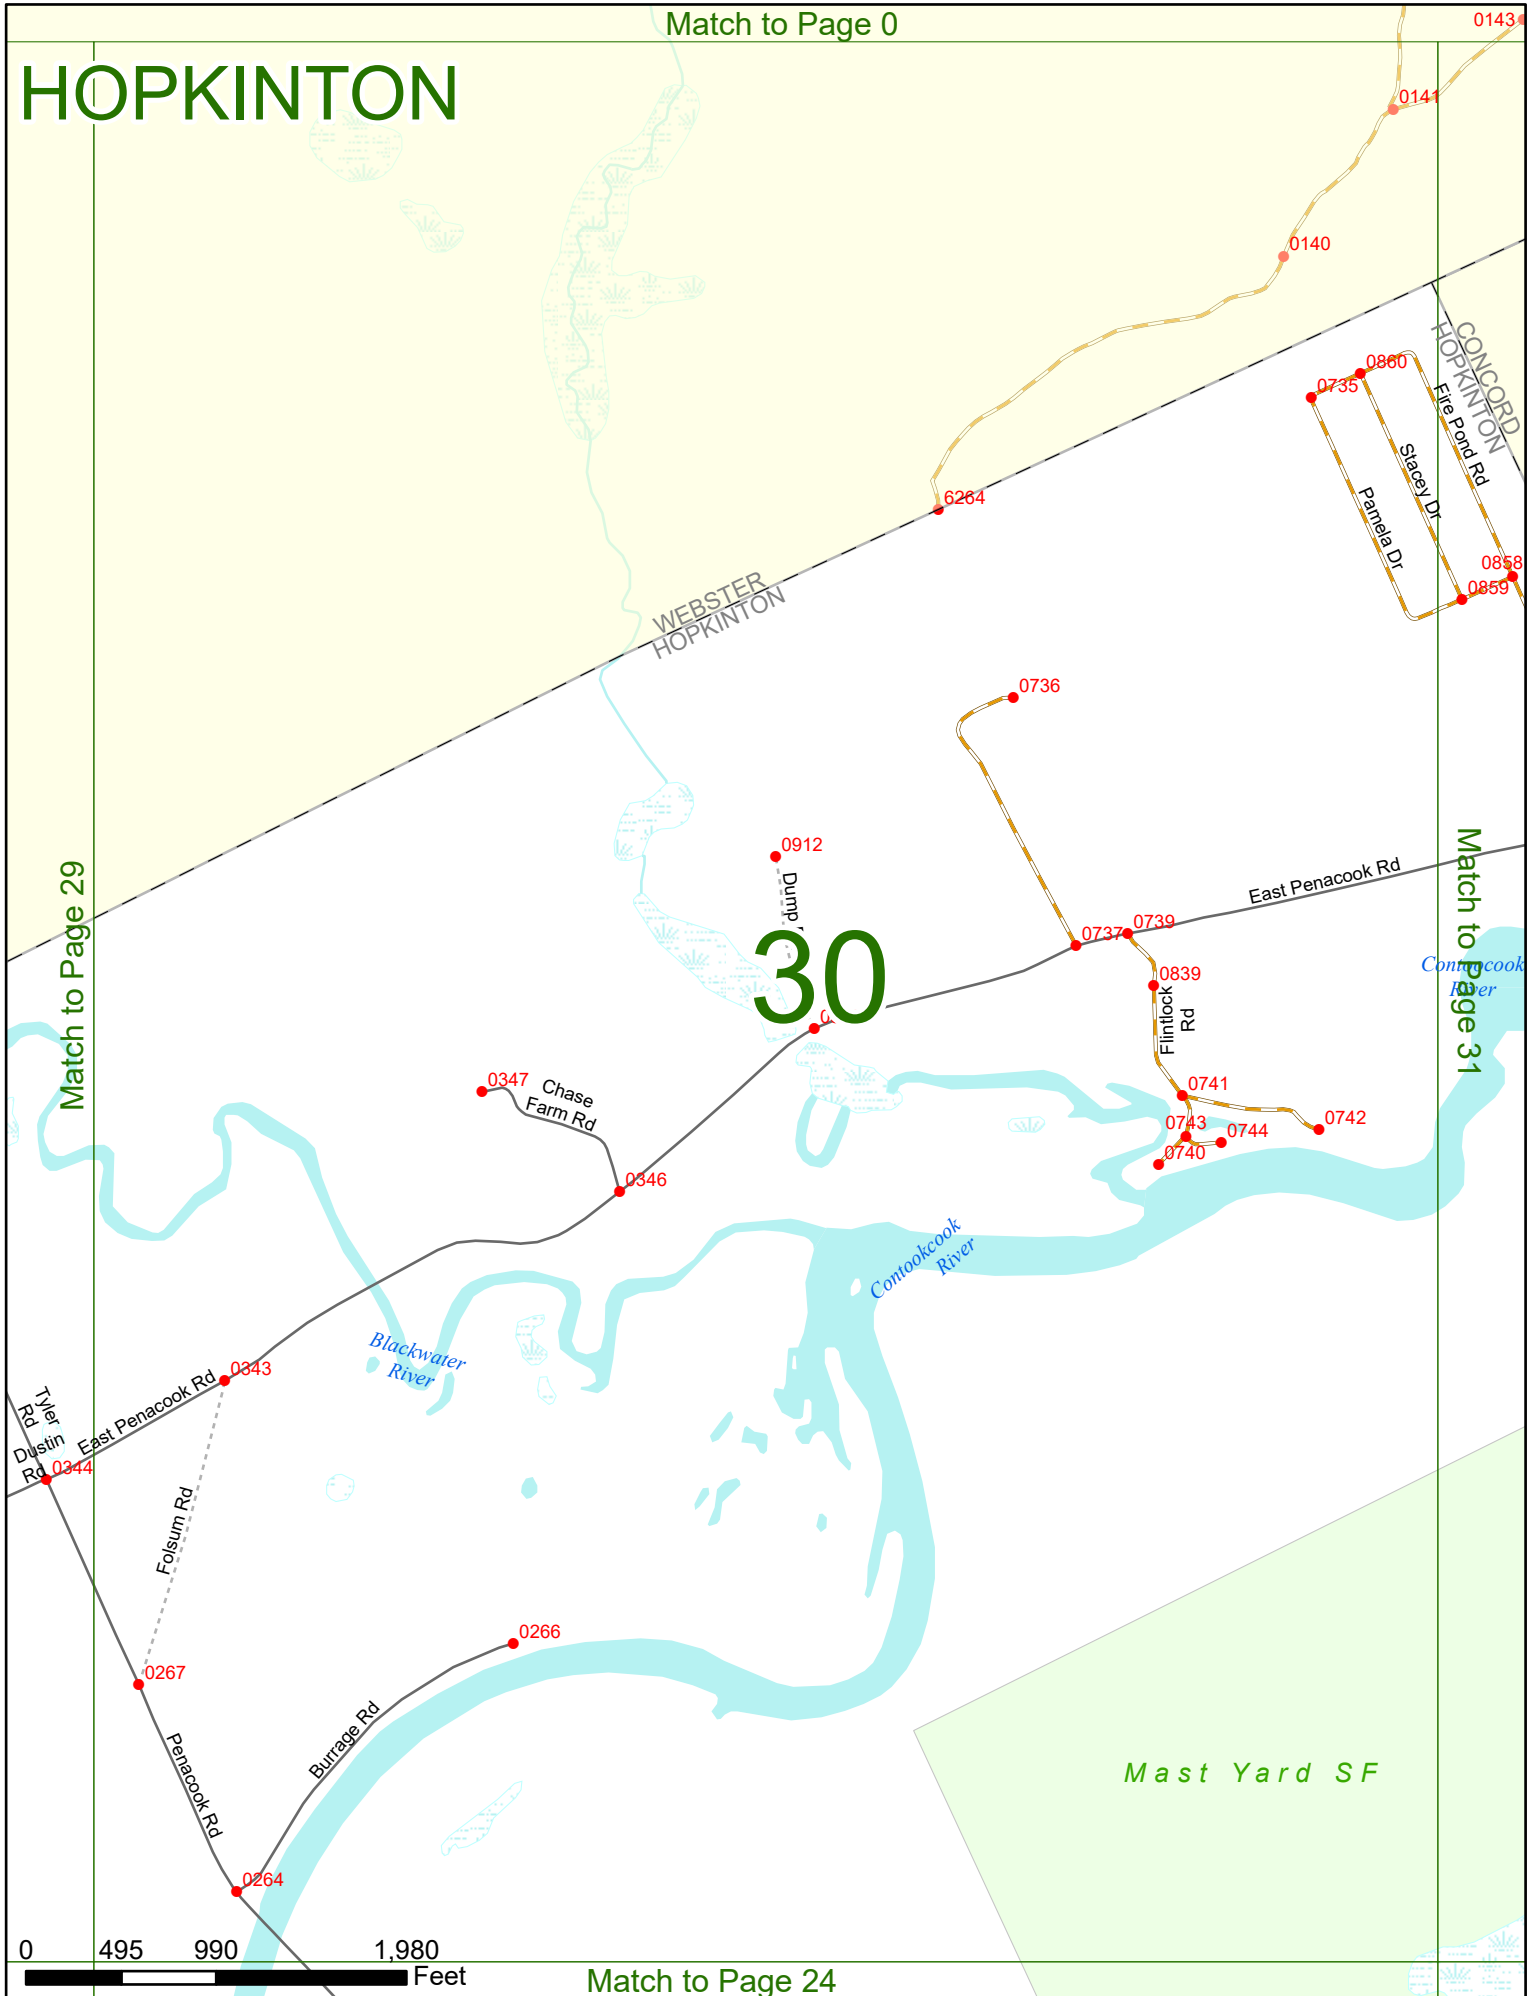 Match to Page 0
0143
HOPKINTON
0141
0140
CONCORD
HOPKINTON
0860
0735
Fire Pond Rd
Stacey Dr
Pamela Dr
6264
0858
0859
WEBSTER
HOPKINTON
0736
0912
Dump
Match to Page 29
Match to Page 31
East Penacook Rd
0737
0739
30
Contoocook
River
0839
Flintlock
Rd
0347
Chase
Farm Rd
0741
0742
0743
0744
0740
0346
Contookcook
River
Blackwater
River
0343
East Penacook Rd
Tyler
Rd
Dustin
Rd
0344
Folsum Rd
0266
0267
Burrage Rd
Penacook Rd
Mast Yard SF
0264
0 495 990 1,980
Feet
Match to Page 24